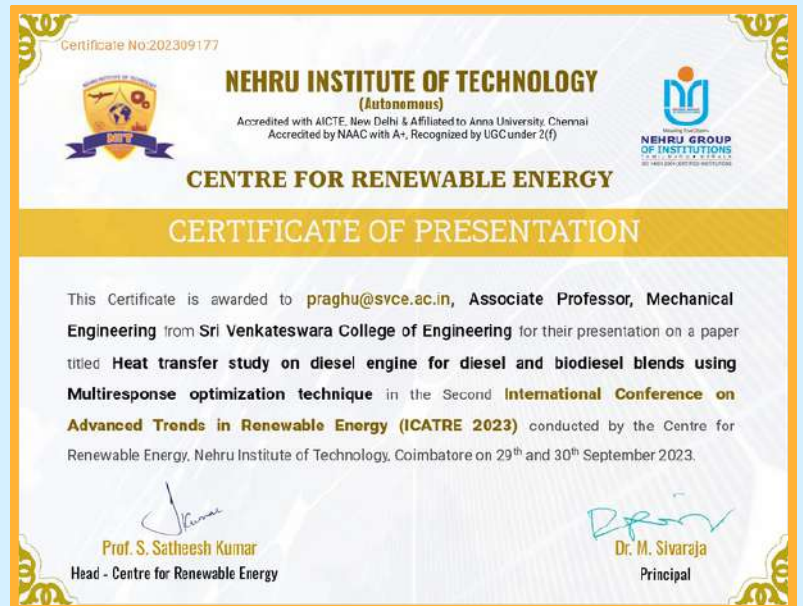 Certificate No:202309177
NEHRU INSTITUTE OF TECHNOLOGY
(Autonomous)
Accredited with AICTE, New Delhi & Affiliated to Anna University, Chennai
Accredited by NAAC with A+, Recognized by UGC under 2(f)
NIT
NEHRU GROUP
OF INSTITUTIONS
TAMILNADU KERALA
CENTRE FOR RENEWABLE ENERGY
CERTIFICATE OF PRESENTATION
This Certificate is awarded to praghu@svce.ac.in, Associate Professor, Mechanical
Engineering from Sri Venkateswara College of Engineering for their presentation on a paper
titled Heat transfer study on diesel engine for diesel and biodiesel blends using
Multiresponse optimization technique in the Second International Conference on
Advanced Trends in Renewable Energy (ICATRE 2023) conducted by the Centre for
Renewable Energy, Nehru Institute of Technology, Coimbatore on 29th and 30th September 2023.
Prof. S. Satheesh Kumar
Head - Centre for Renewable Energy
Dr. M. Sivaraja
Principal